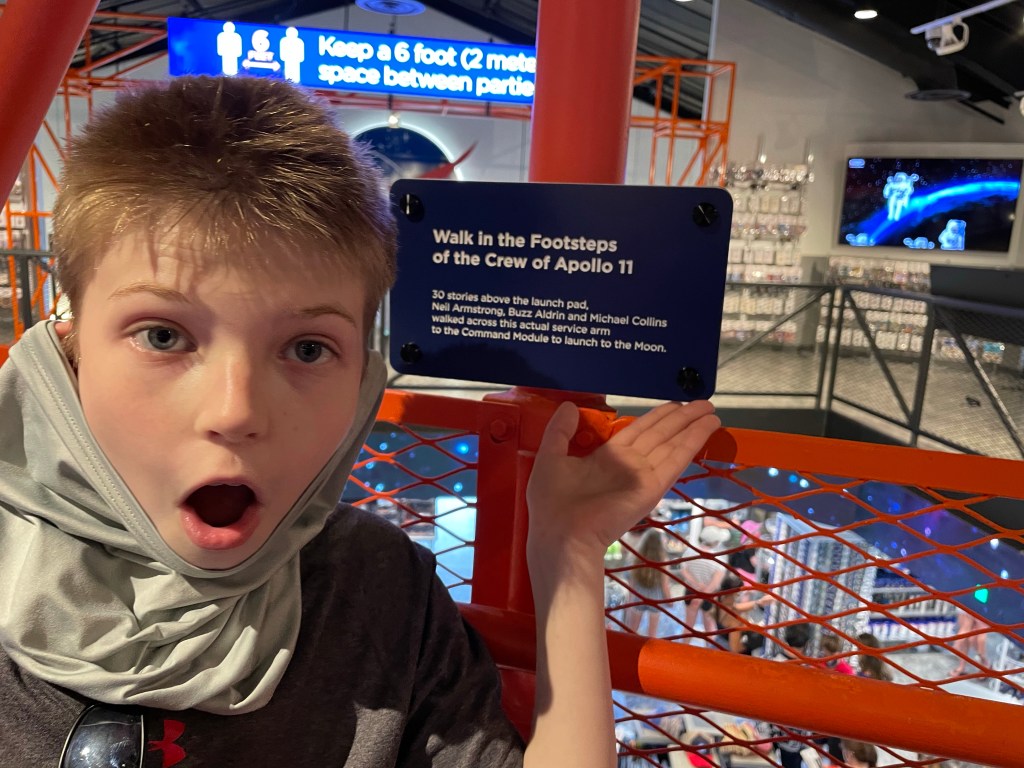 6
Keep a 6 foot (2 mete
space between partie
Walk in the Footsteps
of the Crew of Apollo 11
30 stories above the launch pad,
Neil Armstrong, Buzz Aldrin and Michael Collins
walked across this actual service arm
to the Command Module to launch to the Moon.